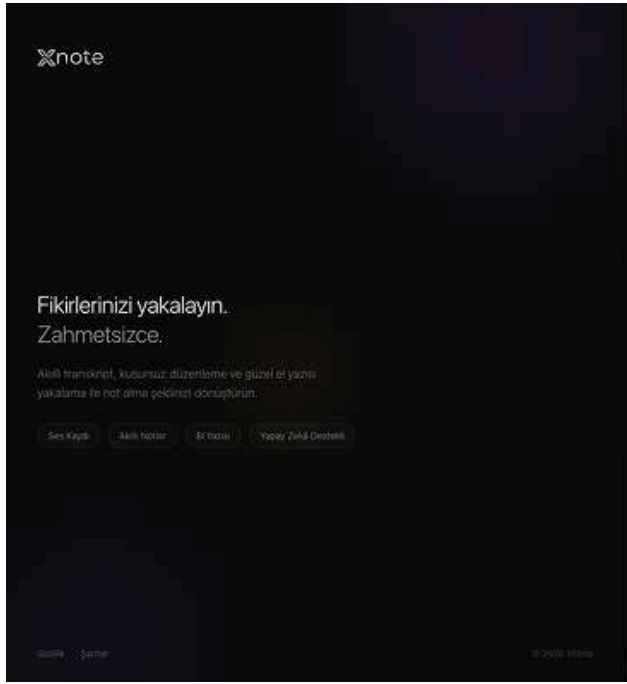 Xnote
Fikirlerinizi yakalayın.
Zahmetsizce.
Akıllı transkript, kusursuz düzenleme ve güzel el yazısı
yakalama ile not alma şeklinizi dönüştürün.
Ses Kaydı
Akıllı Notlar
El Yazısı
Yapay Zekâ Destekli
Gizlilik
Şartlar
©